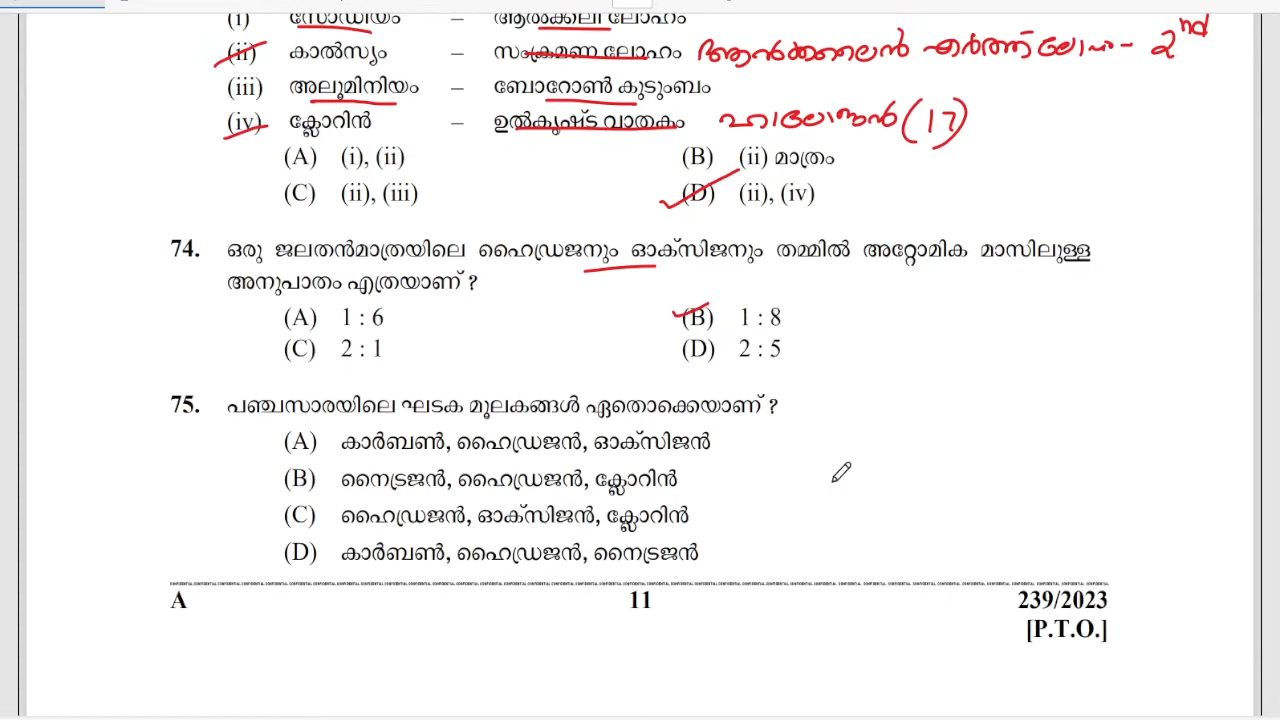 (i) സോഡിയം – ആൽക്കലി ലോഹം
(ii) കാൽസ്യം – സംക്രമണ ലോഹം ആൽക്കലൈൻ എർത്ത് ലോഹം - 2nd
(iii) അലൂമിനിയം – ബോറോൺ കുടുംബം
(iv) ക്ലോറിൻ – ഉൽകൃഷ്ട വാതകം ഹാലോജൻ (17)
(A) (i), (ii) (B) (ii) മാത്രം
(C) (ii), (iii) (D) (ii), (iv)
74. ഒരു ജലതൻമാത്രയിലെ ഹൈഡ്രജനും ഓക്സിജനും തമ്മിൽ അറ്റോമിക മാസിലുള്ള
അനുപാതം എത്രയാണ് ?
(A) 1 : 6 (B) 1 : 8
(C) 2 : 1 (D) 2 : 5
75. പഞ്ചസാരയിലെ ഘടക മൂലകങ്ങൾ ഏതൊക്കെയാണ് ?
(A) കാർബൺ, ഹൈഡ്രജൻ, ഓക്സിജൻ
(B) നൈട്രജൻ, ഹൈഡ്രജൻ, ക്ലോറിൻ
(C) ഹൈഡ്രജൻ, ഓക്സിജൻ, ക്ലോറിൻ
(D) കാർബൺ, ഹൈഡ്രജൻ, നൈട്രജൻ
A 11 239/2023
[P.T.O.]